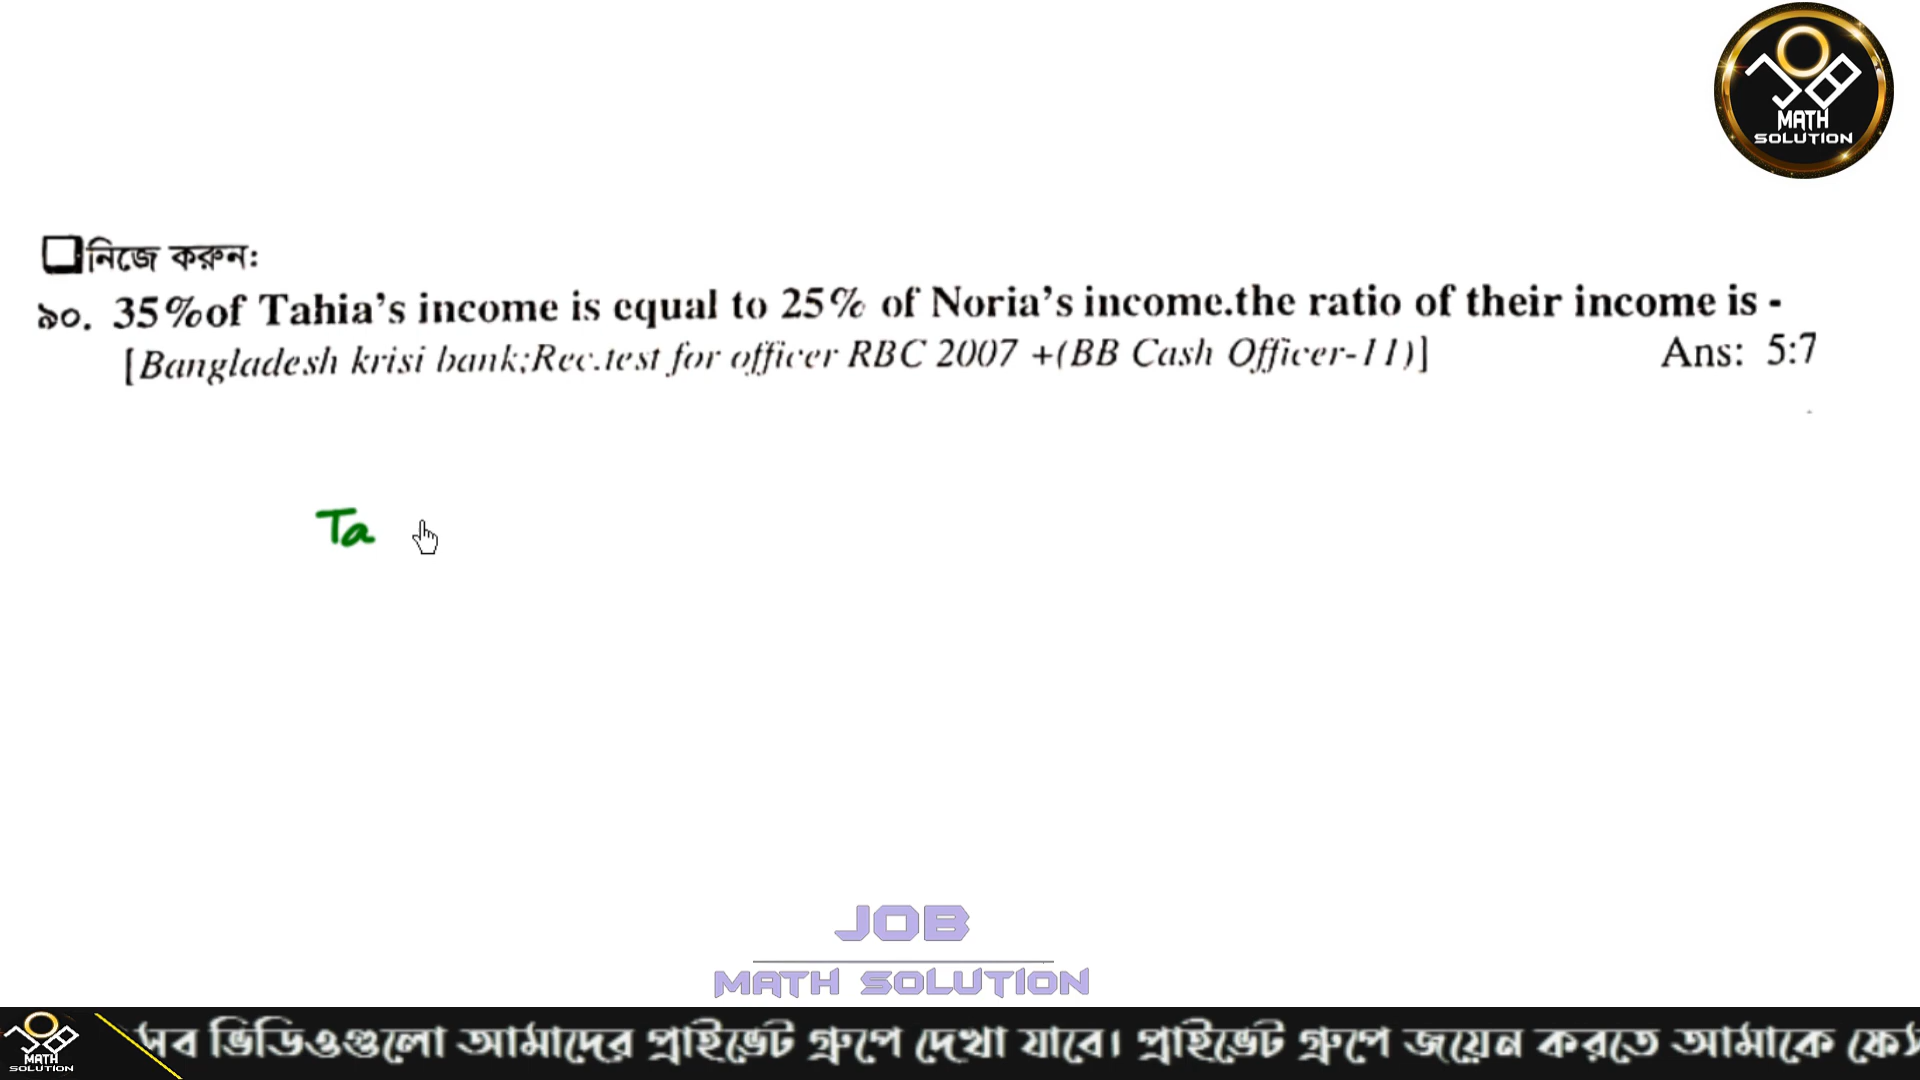 JOB
MATH
SOLUTION
নিজে করুন:
৯০. 35%of Tahia’s income is equal to 25% of Noria’s income.the ratio of their income is -
[Bangladesh krisi bank;Rec.test for officer RBC 2007 +(BB Cash Officer-11)] Ans: 5:7
Ta
JOB
MATH SOLUTION
JOB
MATH
SOLUTION
সব ভিডিওগুলো আমাদের প্রাইভেট গ্রুপে দেখা যাবে। প্রাইভেট গ্রুপে জয়েন করতে আমাকে